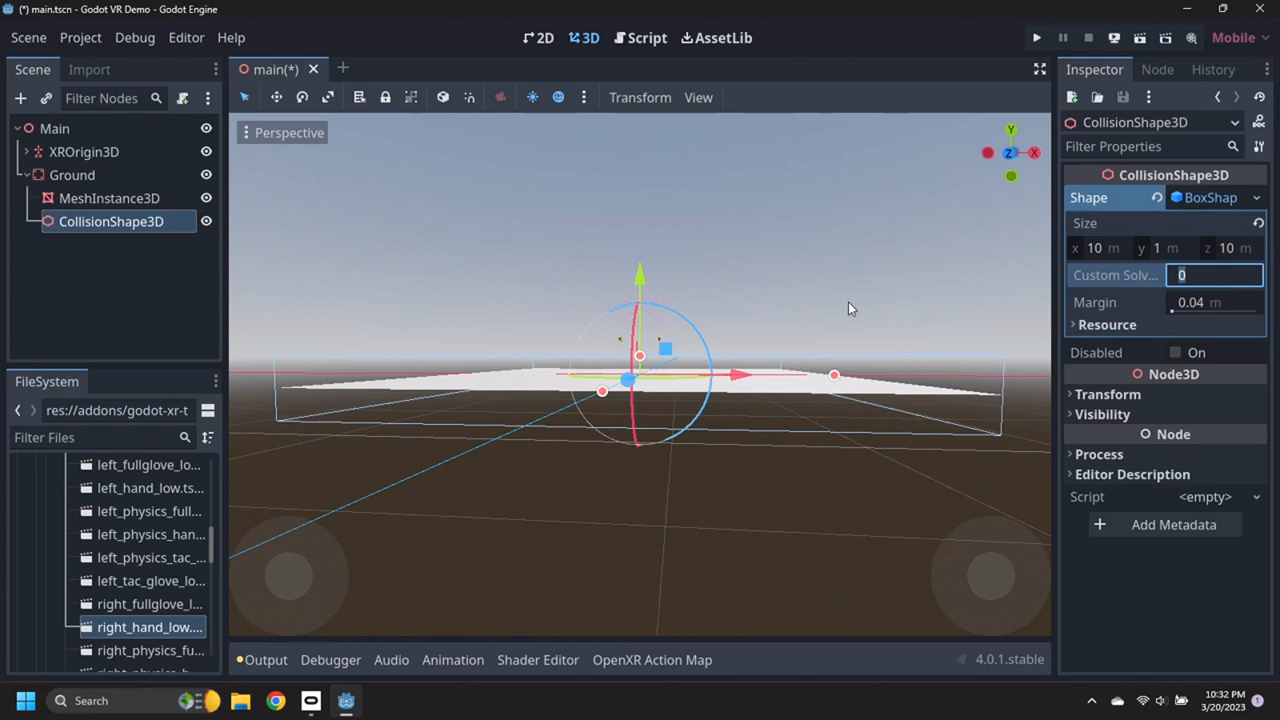 (*) main.tscn - Godot VR Demo - Godot Engine
Scene Project Debug Editor Help
2D 3D Script AssetLib
Mobile
Scene Import
main(*)
Inspector Node History
Filter Nodes
Transform View
Perspective
Y
Z X
Main
XROrigin3D
Ground
MeshInstance3D
CollisionShape3D
CollisionShape3D
Filter Properties
CollisionShape3D
Shape BoxShap
Size
x 10 m y 1 m z 10 m
Custom Solv... 0
Margin 0.04 m
Resource
Disabled On
Node3D
Transform
Visibility
Node
Process
Editor Description
Script <empty>
Add Metadata
FileSystem
res://addons/godot-xr-t
Filter Files
left_fullglove_lo...
left_hand_low.ts...
left_physics_full...
left_physics_han...
left_physics_tac_...
left_tac_glove_lo...
right_fullglove_l...
right_hand_low....
right_physics_fu...
Output Debugger Audio Animation Shader Editor OpenXR Action Map
4.0.1.stable
Search
10:32 PM
3/20/2023
1